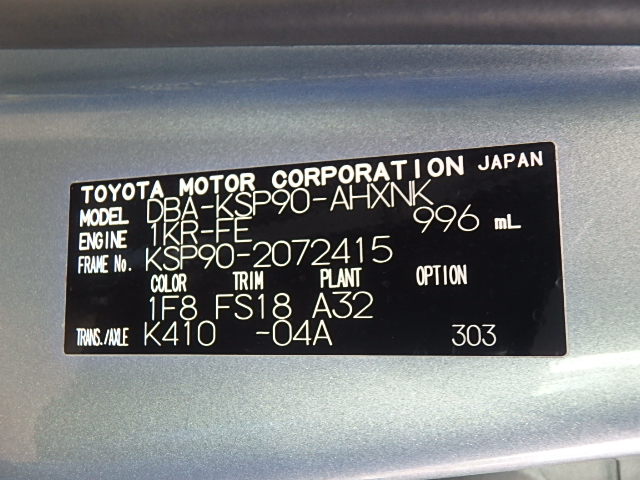 TOYOTA MOTOR CORPORATION JAPAN
MODEL DBA-KSP90-AHXNK
ENGINE 1KR-FE 996 mL
FRAME No. KSP90-2072415
COLOR TRIM PLANT OPTION
1F8 FS18 A32
TRANS./AXLE K410 -04A 303